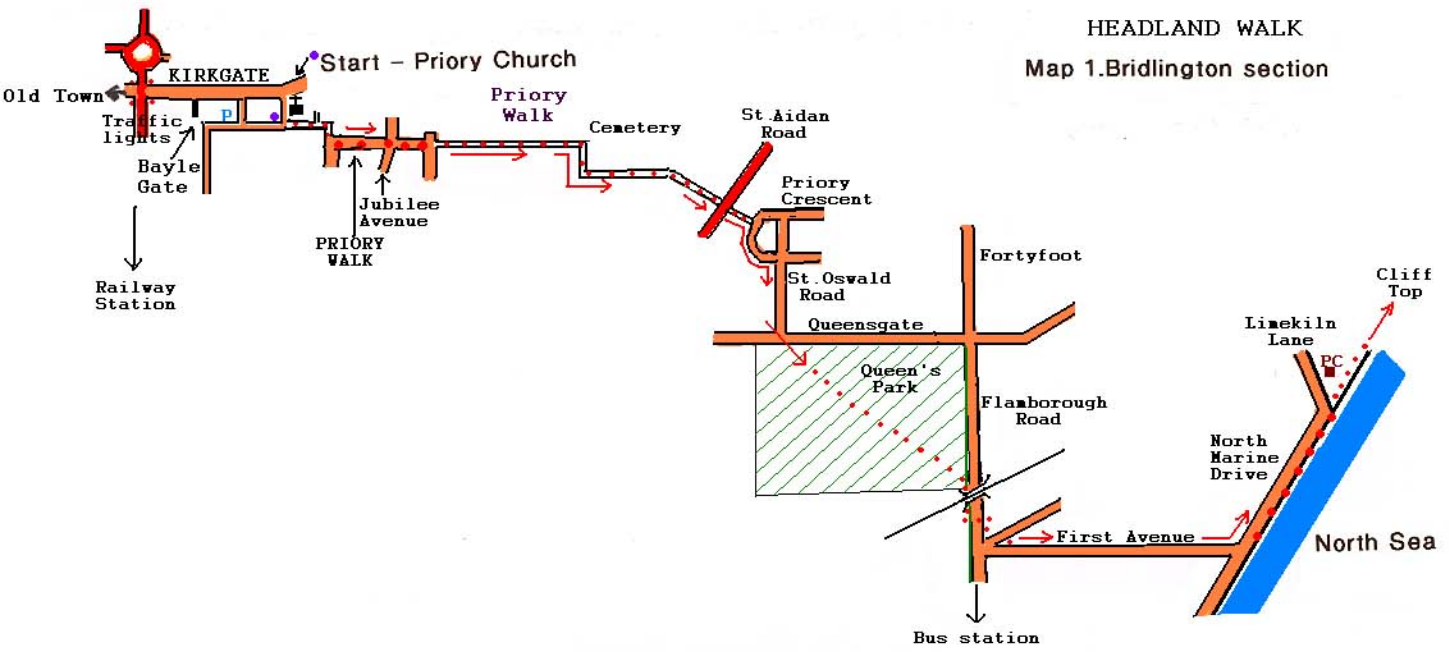 HEADLAND WALK
Map 1.Bridlington section
Start - Priory Church
KIRKGATE
Old Town
Traffic
lights
P
Bayle
Gate
Railway
Station
PRIORY
WALK
Jubilee
Avenue
Priory
Walk
Cemetery
St.Aidan
Road
Priory
Crescent
St.Oswald
Road
Queensgate
Fortyfoot
Queen's
Park
Flamborough
Road
First Avenue
Bus station
North
Marine
Drive
Limekiln
Lane
PC
Cliff
Top
North Sea